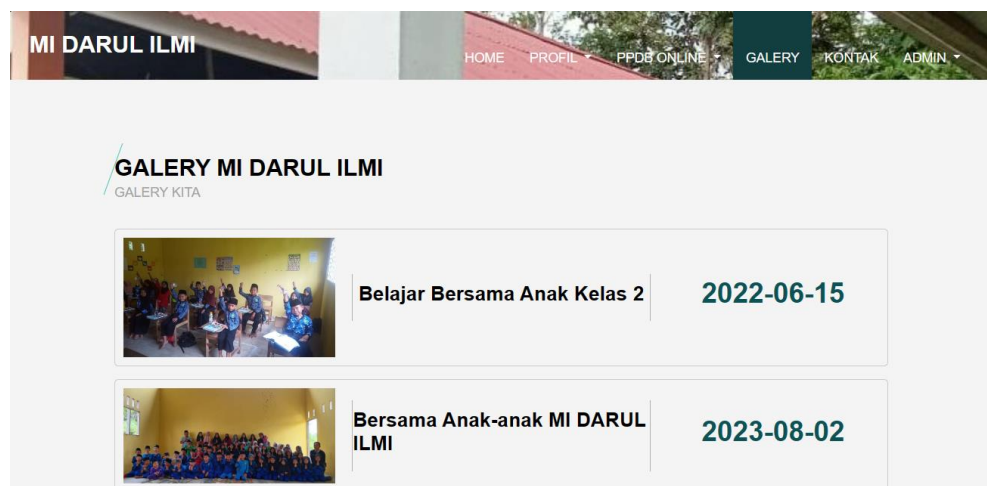 MI DARUL ILMI
HOME PROFIL PPDB ONLINE GALERY KONTAK ADMIN
GALERY MI DARUL ILMI
GALERY KITA
Belajar Bersama Anak Kelas 2
2022-06-15
Bersama Anak-anak MI DARUL
ILMI
2023-08-02